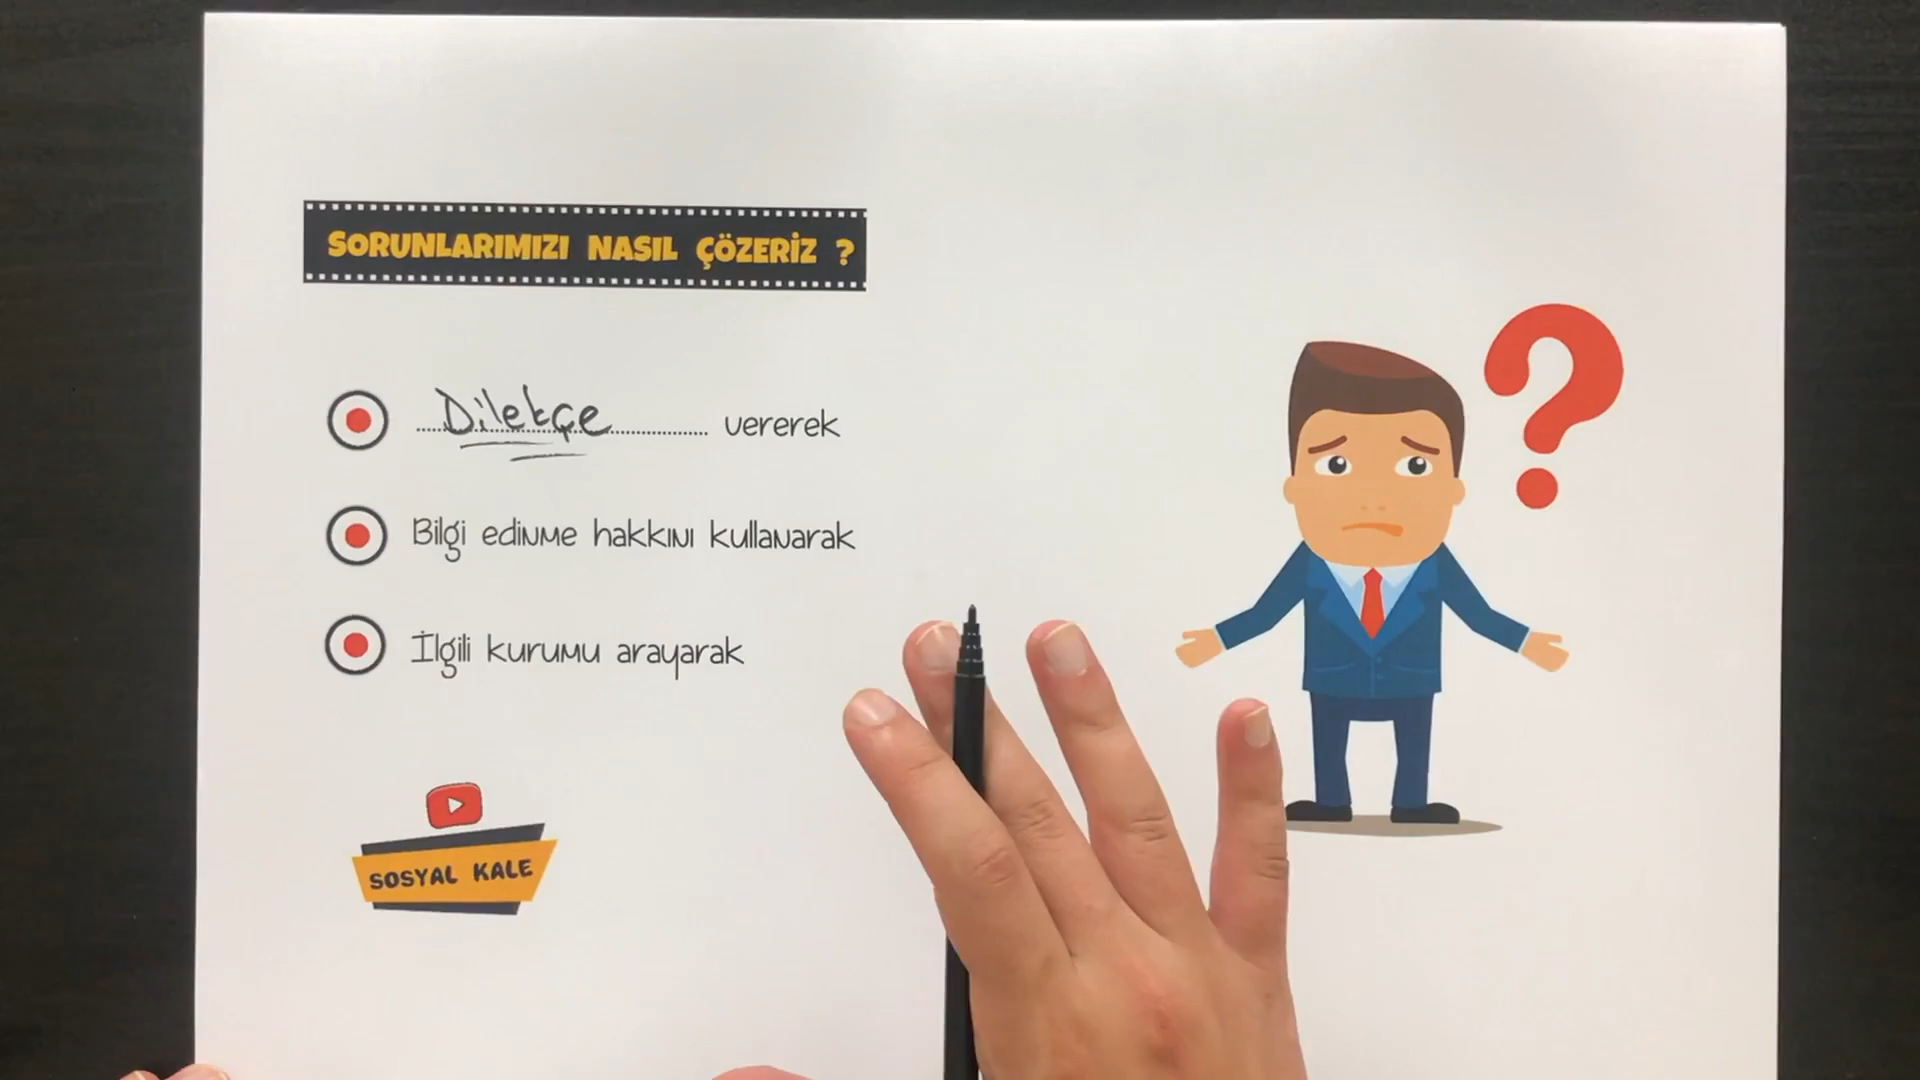 SORUNLARIMIZI NASIL ÇÖZERİZ ?
Dilekçe vererek
Bilgi edinme hakkını kullanarak
İlgili kurumu arayarak
?
SOSYAL KALE